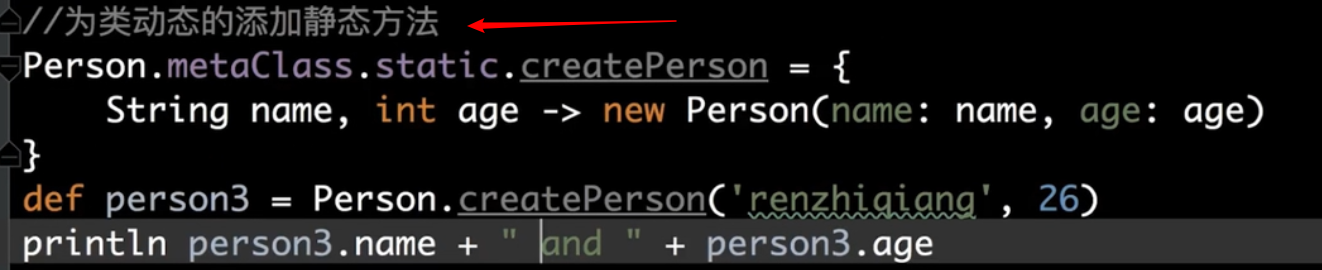 //为类动态的添加静态方法
Person.metaClass.static.createPerson = {
    String name, int age -> new Person(name: name, age: age)
}
def person3 = Person.createPerson('renzhiqiang', 26)
println person3.name + " and " + person3.age